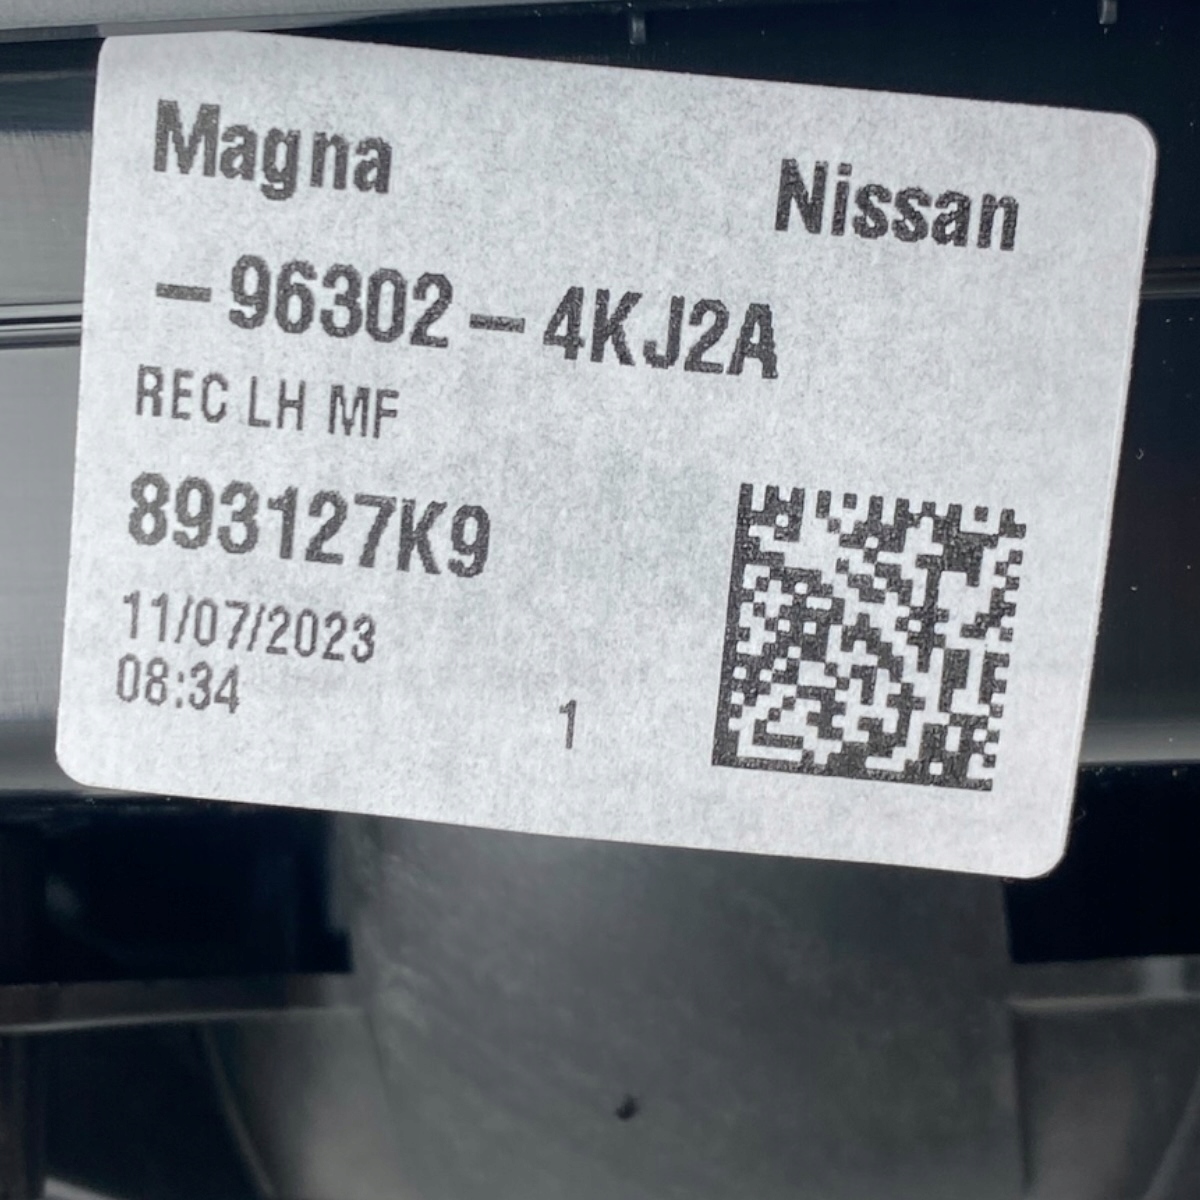 Magna Nissan
-96302-4KJ2A
REC LH MF
893127K9
11/07/2023
08:34
1